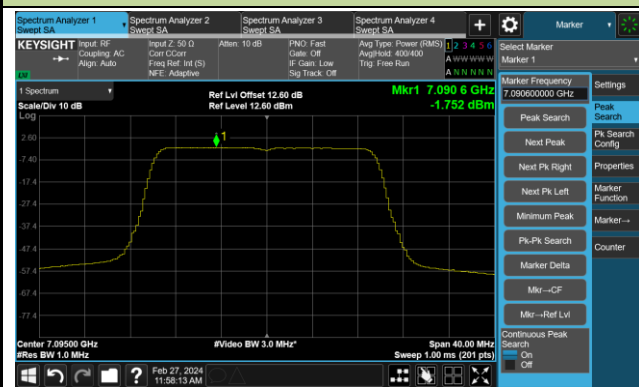 Spectrum Analyzer 1
Swept SA
Spectrum Analyzer 2
Swept SA
Spectrum Analyzer 3
Swept SA
Spectrum Analyzer 4
Swept SA
+
Marker
KEYSIGHT
Input: RF
Coupling: AC
Align: Auto
Input Z: 50 Ω
Corr CCorr
Freq Ref: Int (S)
NFE: Adaptive
Atten: 10 dB
PNO: Fast
Gate: Off
IF Gain: Low
Sig Track: Off
Avg Type: Power (RMS)
Avg|Hold: 400/400
Trig: Free Run
1 2 3 4 5 6
A W W W W W
A N N N N N
Select Marker
Marker 1
1 Spectrum
Scale/Div 10 dB
Log
Ref Lvl Offset 12.60 dB
Ref Level 12.60 dBm
Mkr1 7.090 6 GHz
-1.752 dBm
1
2.60
-7.40
-17.4
-27.4
-37.4
-47.4
-57.4
-67.4
-77.4
Center 7.09500 GHz
#Res BW 1.0 MHz
#Video BW 3.0 MHz*
Span 40.00 MHz
Sweep 1.00 ms (201 pts)
Marker Frequency
7.090600000 GHz
Peak Search
Next Peak
Next Pk Right
Next Pk Left
Minimum Peak
Pk-Pk Search
Marker Delta
Mkr→CF
Mkr→Ref Lvl
Continuous Peak
Search
On
Off
Settings
Peak
Search
Pk Search
Config
Properties
Marker
Function
Marker→
Counter
?
Feb 27, 2024
11:58:13 AM